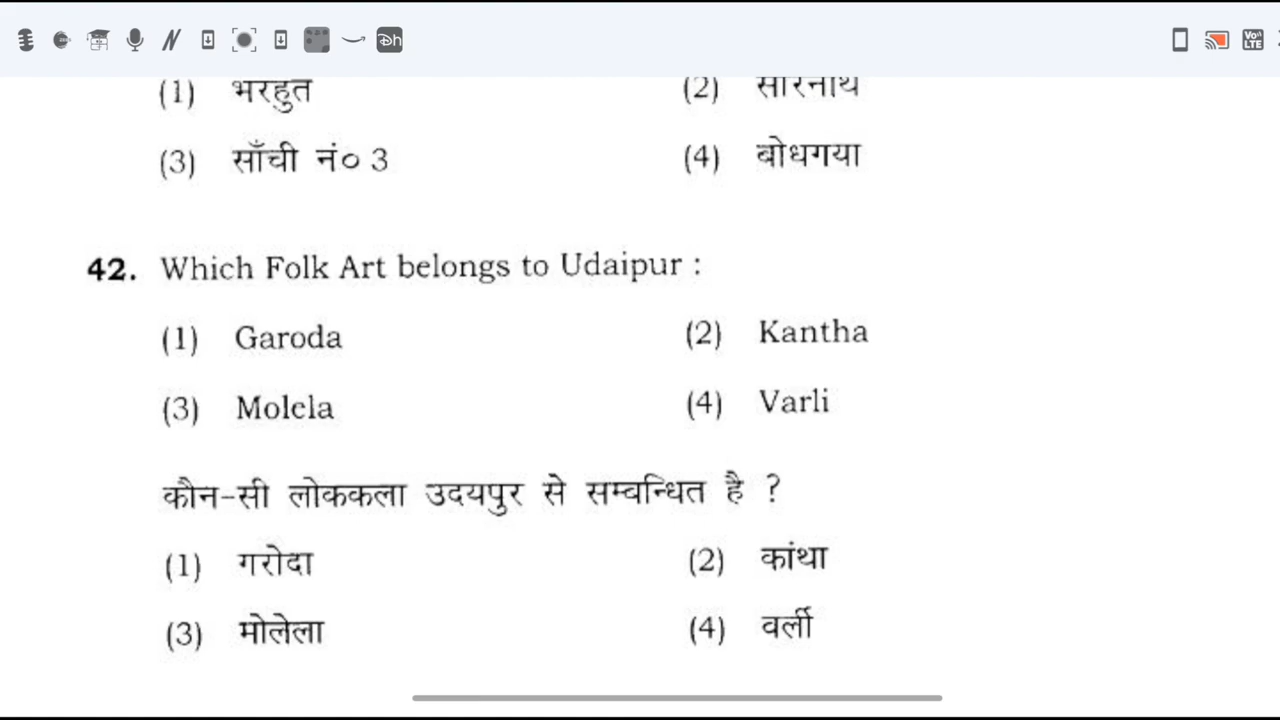 (1) भरहुत (2) सारनाथ
(3) साँची नं० 3 (4) बोधगया
42. Which Folk Art belongs to Udaipur :
(1) Garoda (2) Kantha
(3) Molela (4) Varli
कौन-सी लोककला उदयपुर से सम्बन्धित है ?
(1) गरोदा (2) कांथा
(3) मोलेला (4) वर्ली